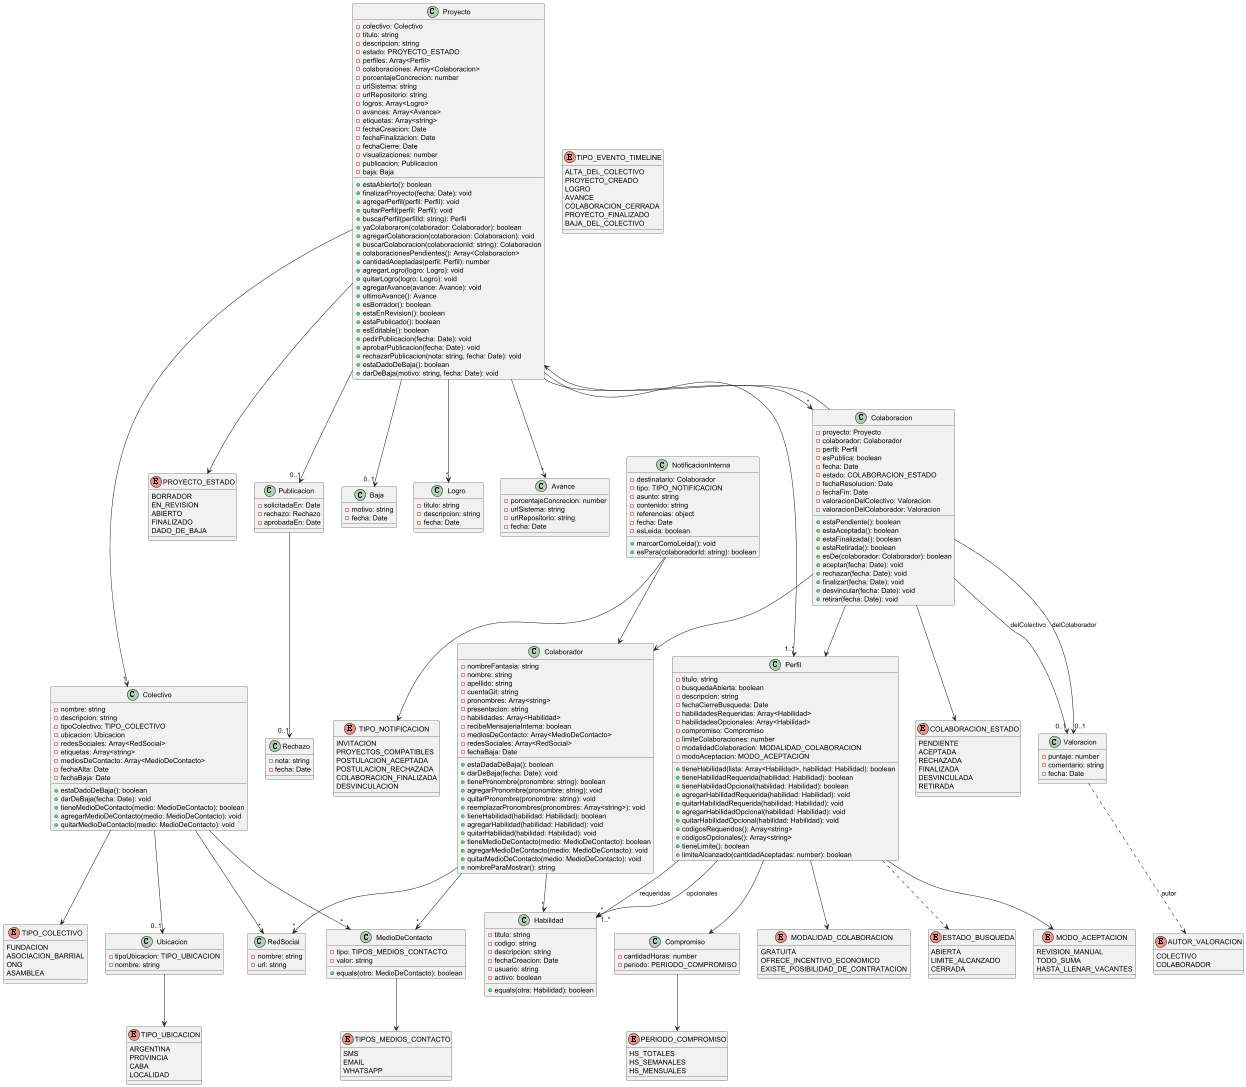 Proyecto
colectivo: Colectivo
titulo: string
descripcion: string
estado: PROYECTO_ESTADO
perfiles: Array<Perfil>
colaboraciones: Array<Colaboracion>
porcentajeConcrecion: number
urlSistema: string
urlRepositorio: string
logros: Array<Logro>
avances: Array<Avance>
etiquetas: Array<string>
fechaCreacion: Date
fechaFinalizacion: Date
fechaCierre: Date
visualizaciones: number
publicacion: Publicacion
baja: Baja
estaAbierto(): boolean
finalizarProyecto(fecha: Date): void
agregarPerfil(perfil: Perfil): void
quitarPerfil(perfil: Perfil): void
buscarPerfil(perfilId: string): Perfil
yaColaboraron(colaborador: Colaborador): boolean
agregarColaboracion(colaboracion: Colaboracion): void
buscarColaboracion(colaboracionId: string): Colaboracion
colaboracionesPendientes(): Array<Colaboracion>
cantidadAceptadas(perfil: Perfil): number
agregarLogro(logro: Logro): void
quitarLogro(logro: Logro): void
agregarAvance(avance: Avance): void
ultimoAvance(): Avance
esBorrador(): boolean
estaEnRevision(): boolean
estaPublicado(): boolean
esEditable(): boolean
pedirPublicacion(fecha: Date): void
aprobarPublicacion(fecha: Date): void
rechazarPublicacion(nota: string, fecha: Date): void
estaDadoDeBaja(): boolean
darDeBaja(motivo: string, fecha: Date): void
TIPO_EVENTO_TIMELINE
ALTA_DEL_COLECTIVO
PROYECTO_CREADO
LOGRO
AVANCE
COLABORACION_CERRADA
PROYECTO_FINALIZADO
BAJA_DEL_COLECTIVO
PROYECTO_ESTADO
BORRADOR
EN_REVISION
ABIERTO
FINALIZADO
DADO_DE_BAJA
0..1
Publicacion
solicitadaEn: Date
rechazo: Rechazo
aprobadaEn: Date
0..1
Baja
motivo: string
fecha: Date
*
Logro
titulo: string
descripcion: string
fecha: Date
*
Avance
porcentajeConcrecion: number
urlSistema: string
urlRepositorio: string
fecha: Date
NotificacionInterna
destinatario: Colaborador
tipo: TIPO_NOTIFICACION
asunto: string
contenido: string
referencias: object
fecha: Date
esLeida: boolean
marcarComoLeida(): void
esPara(colaboradorId: string): boolean
*
Colaboracion
proyecto: Proyecto
colaborador: Colaborador
perfil: Perfil
esPublica: boolean
fecha: Date
estado: COLABORACION_ESTADO
fechaResolucion: Date
fechaFin: Date
valoracionDelColectivo: Valoracion
valoracionDelColaborador: Valoracion
estaPendiente(): boolean
estaAceptada(): boolean
estaFinalizada(): boolean
estaRetirada(): boolean
esDe(colaborador: Colaborador): boolean
aceptar(fecha: Date): void
rechazar(fecha: Date): void
finalizar(fecha: Date): void
desvincular(fecha: Date): void
retirar(fecha: Date): void
delColectivo
delColaborador
1
Colectivo
nombre: string
descripcion: string
tipoColectivo: TIPO_COLECTIVO
ubicacion: Ubicacion
redesSociales: Array<RedSocial>
etiquetas: Array<string>
mediosDeContacto: Array<MedioDeContacto>
fechaAlta: Date
fechaBaja: Date
estaDadoDeBaja(): boolean
darDeBaja(fecha: Date): void
tieneMedioDeContacto(medio: MedioDeContacto): boolean
agregarMedioDeContacto(medio: MedioDeContacto): void
quitarMedioDeContacto(medio: MedioDeContacto): void
0..1
Rechazo
nota: string
fecha: Date
TIPO_NOTIFICACION
INVITACION
PROYECTOS_COMPATIBLES
POSTULACION_ACEPTADA
POSTULACION_RECHAZADA
COLABORACION_FINALIZADA
DESVINCULACION
Colaborador
nombreFantasia: string
nombre: string
apellido: string
cuentaGit: string
pronombres: Array<string>
presentacion: string
habilidades: Array<Habilidad>
recibeMensajeriaInterna: boolean
mediosDeContacto: Array<MedioDeContacto>
redesSociales: Array<RedSocial>
fechaBaja: Date
estaDadaDeBaja(): boolean
darDeBaja(fecha: Date): void
tienePronombre(pronombre: string): boolean
agregarPronombre(pronombre: string): void
quitarPronombre(pronombre: string): void
reemplazarPronombres(pronombres: Array<string>): void
tieneHabilidad(habilidad: Habilidad): boolean
agregarHabilidad(habilidad: Habilidad): void
quitarHabilidad(habilidad: Habilidad): void
tieneMedioDeContacto(medio: MedioDeContacto): boolean
agregarMedioDeContacto(medio: MedioDeContacto): void
quitarMedioDeContacto(medio: MedioDeContacto): void
nombreParaMostrar(): string
1..*
Perfil
titulo: string
busquedaAbierta: boolean
descripcion: string
fechaCierreBusqueda: Date
habilidadesRequeridas: Array<Habilidad>
habilidadesOpcionales: Array<Habilidad>
compromiso: Compromiso
limiteColaboraciones: number
modalidadColaboracion: MODALIDAD_COLABORACION
modoAceptacion: MODO_ACEPTACION
tieneHabilidad(lista: Array<Habilidad>, habilidad: Habilidad): boolean
tieneHabilidadRequerida(habilidad: Habilidad): boolean
tieneHabilidadOpcional(habilidad: Habilidad): boolean
agregarHabilidadRequerida(habilidad: Habilidad): void
quitarHabilidadRequerida(habilidad: Habilidad): void
agregarHabilidadOpcional(habilidad: Habilidad): void
quitarHabilidadOpcional(habilidad: Habilidad): void
codigosRequeridos(): Array<string>
codigosOpcionales(): Array<string>
tieneLimite(): boolean
limiteAlcanzado(cantidadAceptadas: number): boolean
COLABORACION_ESTADO
PENDIENTE
ACEPTADA
RECHAZADA
FINALIZADA
DESVINCULADA
RETIRADA
0..1
0..1
Valoracion
puntaje: number
comentario: string
fecha: Date
requeridas
opcionales
autor
TIPO_COLECTIVO
FUNDACION
ASOCIACION_BARRIAL
ONG
ASAMBLEA
0..1
Ubicacion
tipoUbicacion: TIPO_UBICACION
nombre: string
*
*
RedSocial
nombre: string
url: string
*
*
MedioDeContacto
tipo: TIPOS_MEDIOS_CONTACTO
valor: string
equals(otro: MedioDeContacto): boolean
*
*
1..*
Habilidad
titulo: string
codigo: string
descripcion: string
fechaCreacion: Date
usuario: string
activo: boolean
equals(otra: Habilidad): boolean
Compromiso
cantidadHoras: number
periodo: PERIODO_COMPROMISO
MODALIDAD_COLABORACION
GRATUITA
OFRECE_INCENTIVO_ECONOMICO
EXISTE_POSIBILIDAD_DE_CONTRATACION
ESTADO_BUSQUEDA
ABIERTA
LIMITE_ALCANZADO
CERRADA
MODO_ACEPTACION
REVISION_MANUAL
TODO_SUMA
HASTA_LLENAR_VACANTES
AUTOR_VALORACION
COLECTIVO
COLABORADOR
TIPO_UBICACION
ARGENTINA
PROVINCIA
CABA
LOCALIDAD
TIPOS_MEDIOS_CONTACTO
SMS
EMAIL
WHATSAPP
PERIODO_COMPROMISO
HS_TOTALES
HS_SEMANALES
HS_MENSUALES